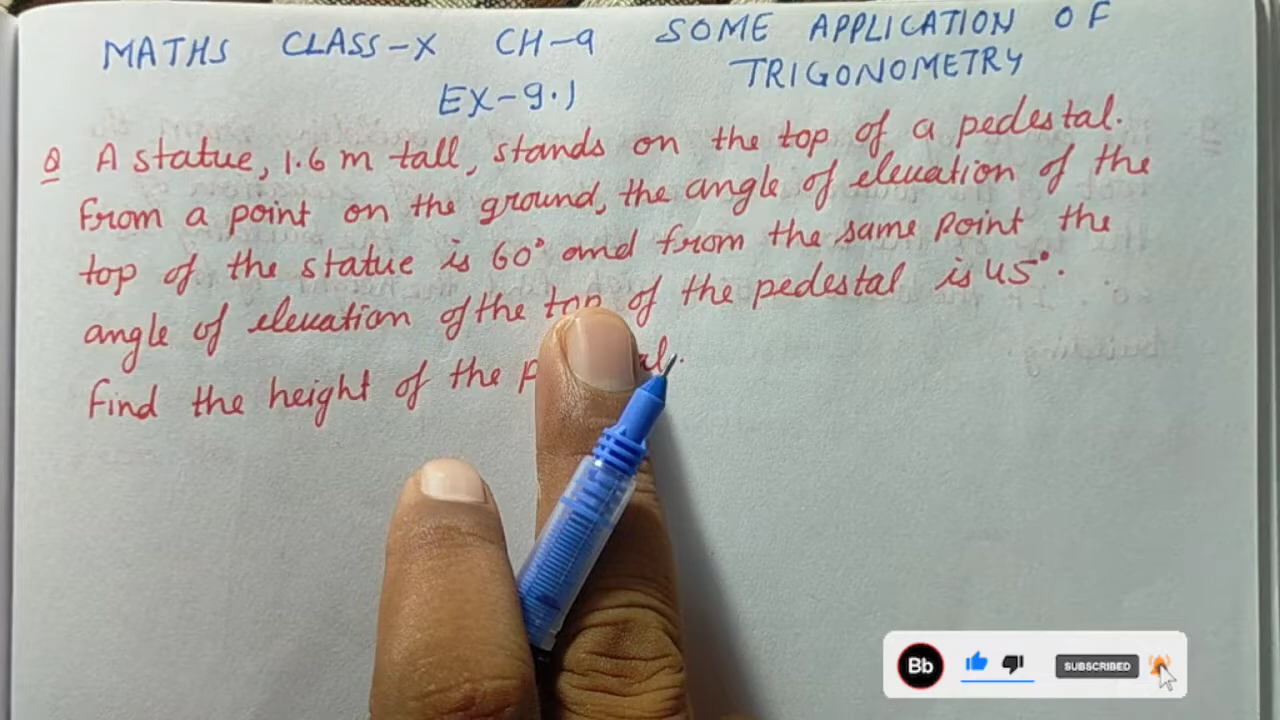 MATHS CLASS-X CH-9 SOME APPLICATION OF
EX-9.1 TRIGONOMETRY
Q A statue, 1.6 m tall, stands on the top of a pedestal.
From a point on the ground, the angle of elevation of the
top of the statue is 60° and from the same point the
angle of elevation of the top of the pedestal is 45°.
Find the height of the
Bb SUBSCRIBED